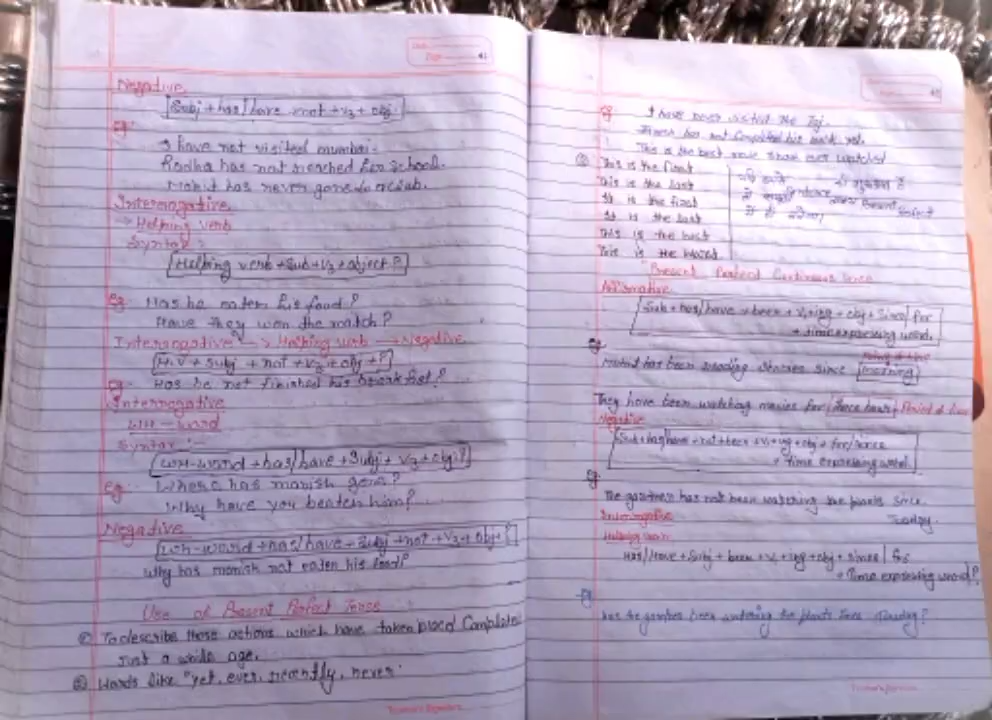 Date
Page 41
Negative
Subj + has/have not + V3 + obj.
Eg:
I have not visited mumbai.
Radha has not reached her school.
Mohit has never gone to a club.
Interrogative
→ Helping verb
Syntax :
Helping verb + Sub + V3 + object?
Eg: Has he eaten his food?
Have they won the match?
Interrogative → Helping verb → Negative
H.V + Subj + not + V3 + obj + ?
Eg: Has he not finished his breakfast?
Interrogative
WH - word
Syntax :-
WH-word + has/have + Subj + V3 + obj ?
Eg:- Where has manish gone?
Why have you beaten him?
Negative
Wh-word + has/have + Subj + not + V3 + obj + ?
Why has manish not eaten his food?
Use of Present Perfect Tense
① To describe those actions which have taken place Complete
Just a while ago.
② Words like "yet, ever, recently, never"
Eg I have never visited the Taj.
has not Completed his work yet.
This is the best movie ever watched
③ This is the first
This is the last
It is the first
It is the last
This is the best
This is the worst
Present Perfect Continuous Tense
Affirmative
Sub + has/have + been + V1 + ing + obj + Since/for
+ time expressing word.
Eg
Mohit has been reading stories since morning
They have been watching movies for three hours Period of time
Negative
Sub + has/have + not + been + V1 + ing + obj + for/since
+ Time expressing word
Eg:
The gardner has not been watering the plants since
Tuesday.
Interrogative
Helping verb
Has/Have + Subj + been + V1 + ing + obj + since / for
+ Time expressing word?
Eg
Has the gardner been watering the plants since Tuesday?